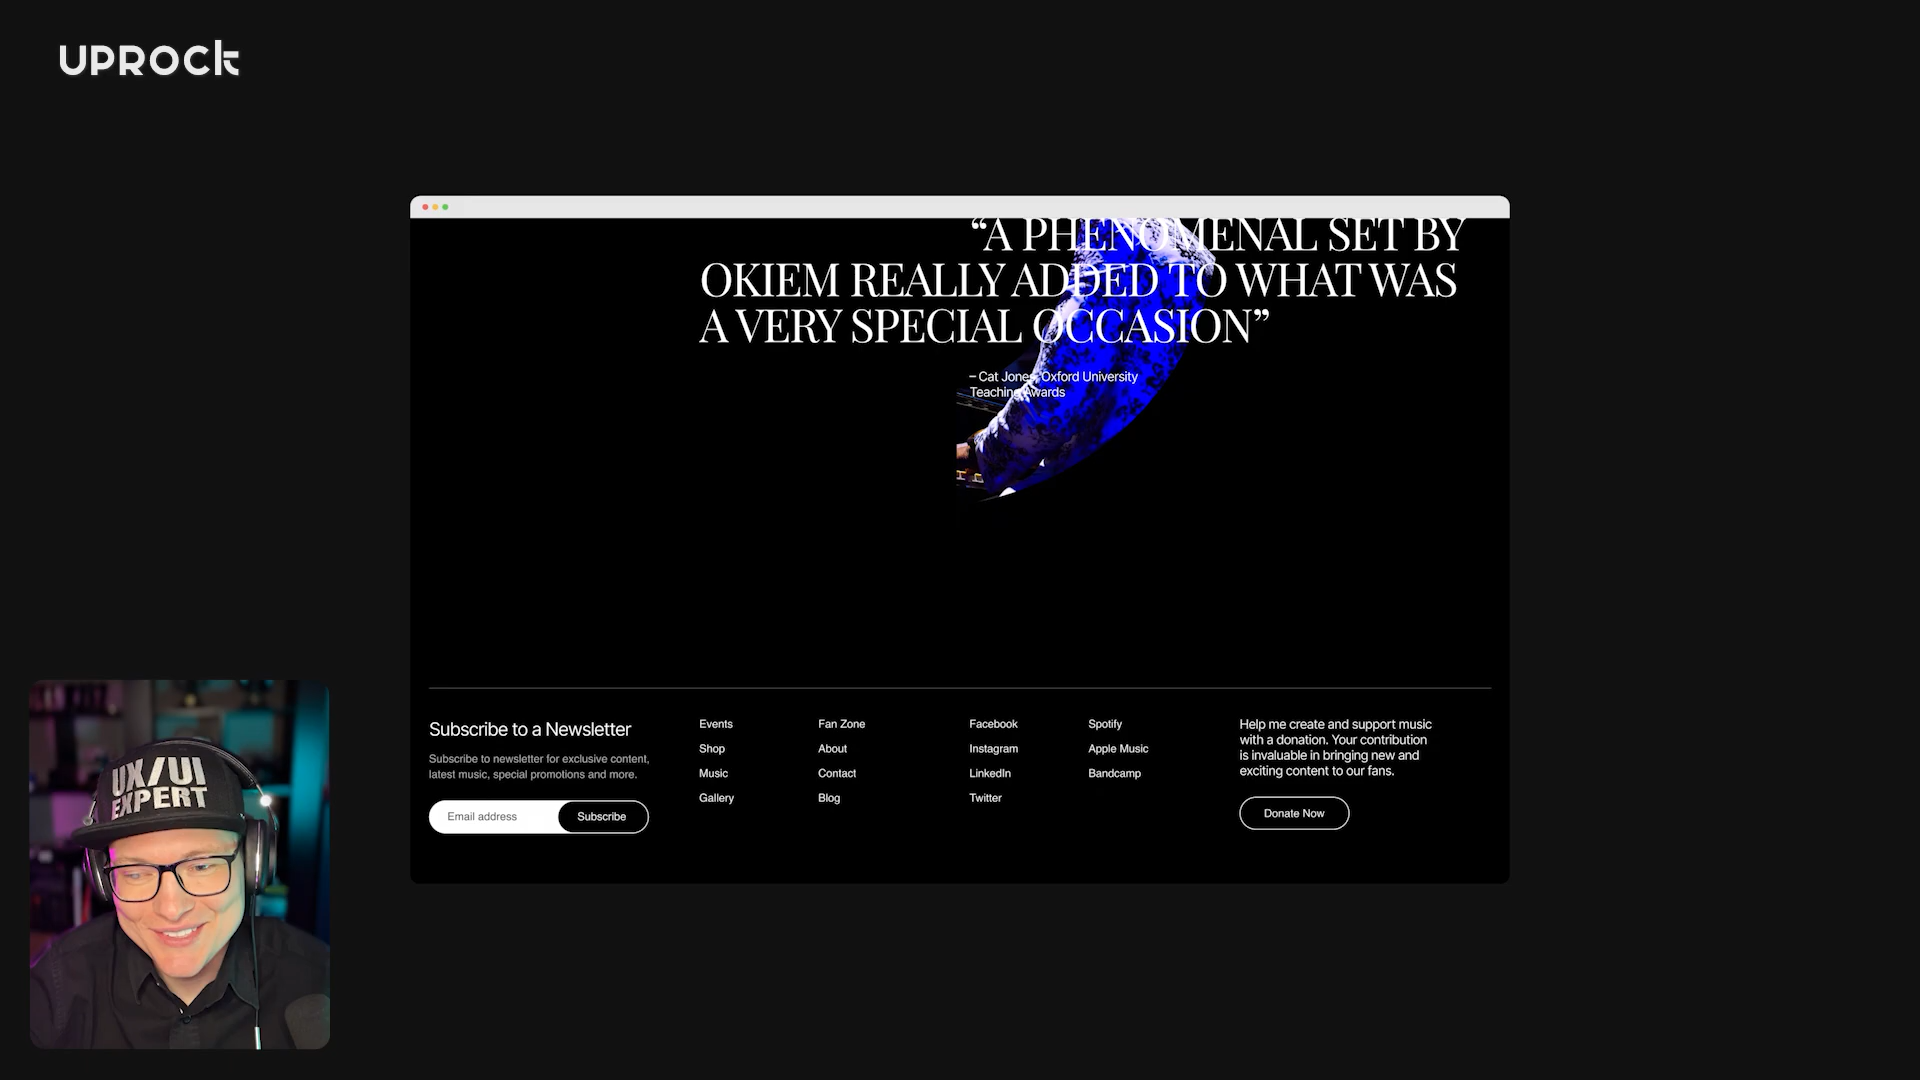 UPROCK
“A PHENOMENAL SET BY
OKIEM REALLY ADDED TO WHAT WAS
A VERY SPECIAL OCCASION”
– Cat Jones, Oxford University
Teaching Awards
Subscribe to a Newsletter
Subscribe to newsletter for exclusive content,
latest music, special promotions and more.
Email address
Subscribe
Events
Shop
Music
Gallery
Fan Zone
About
Contact
Blog
Facebook
Instagram
LinkedIn
Twitter
Spotify
Apple Music
Bandcamp
Help me create and support music
with a donation. Your contribution
is invaluable in bringing new and
exciting content to our fans.
Donate Now
UX/UI
EXPERT